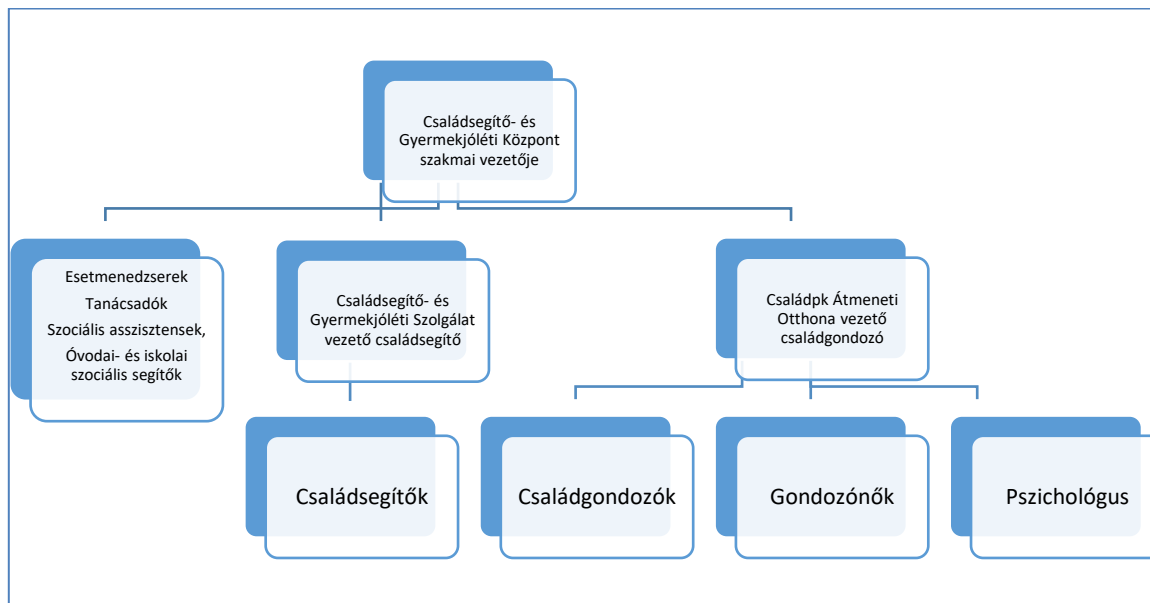 Családsegítő- és
Gyermekjóléti Központ
szakmai vezetője
Esetmenedzserek
Tanácsadók
Szociális asszisztensek,
Óvodai- és iskolai
szociális segítők
Családsegítő- és
Gyermekjóléti Szolgálat
vezető családsegítő
Családpk Átmeneti
Otthona vezető
családgondozó
Családsegítők
Családgondozók
Gondozónők
Pszichológus